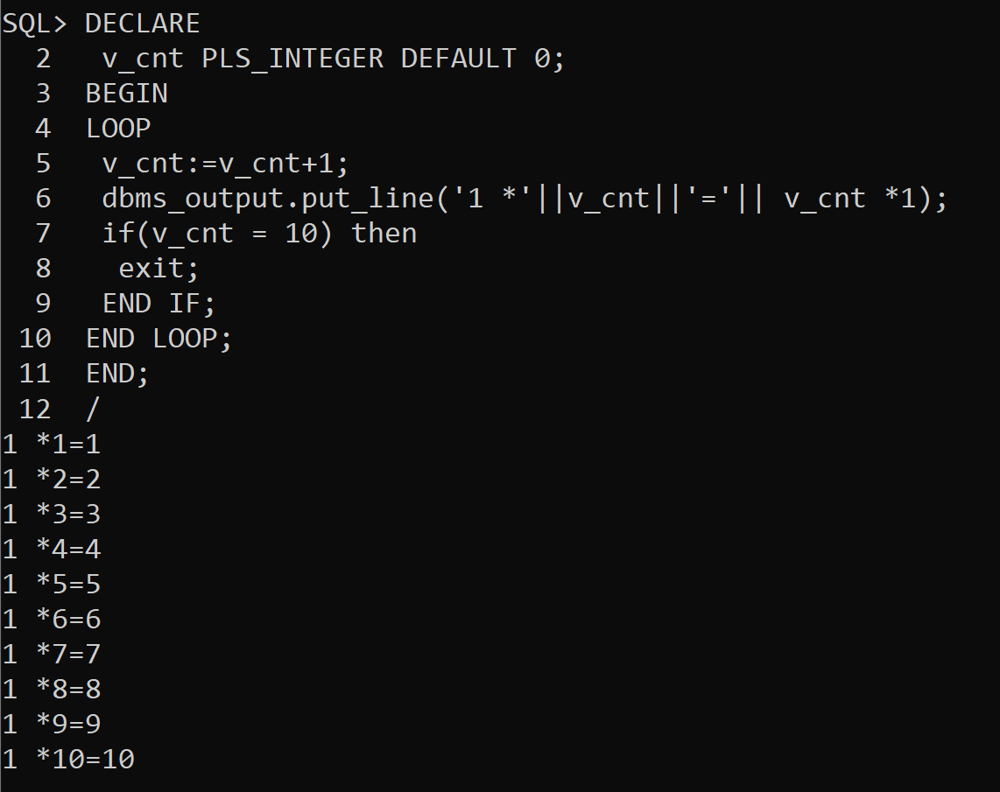 SQL> DECLARE
  2   v_cnt PLS_INTEGER DEFAULT 0;
  3  BEGIN
  4  LOOP
  5   v_cnt:=v_cnt+1;
  6   dbms_output.put_line('1 *'||v_cnt||'='|| v_cnt *1);
  7   if(v_cnt = 10) then
  8    exit;
  9   END IF;
 10  END LOOP;
 11  END;
 12  /
1 *1=1
1 *2=2
1 *3=3
1 *4=4
1 *5=5
1 *6=6
1 *7=7
1 *8=8
1 *9=9
1 *10=10